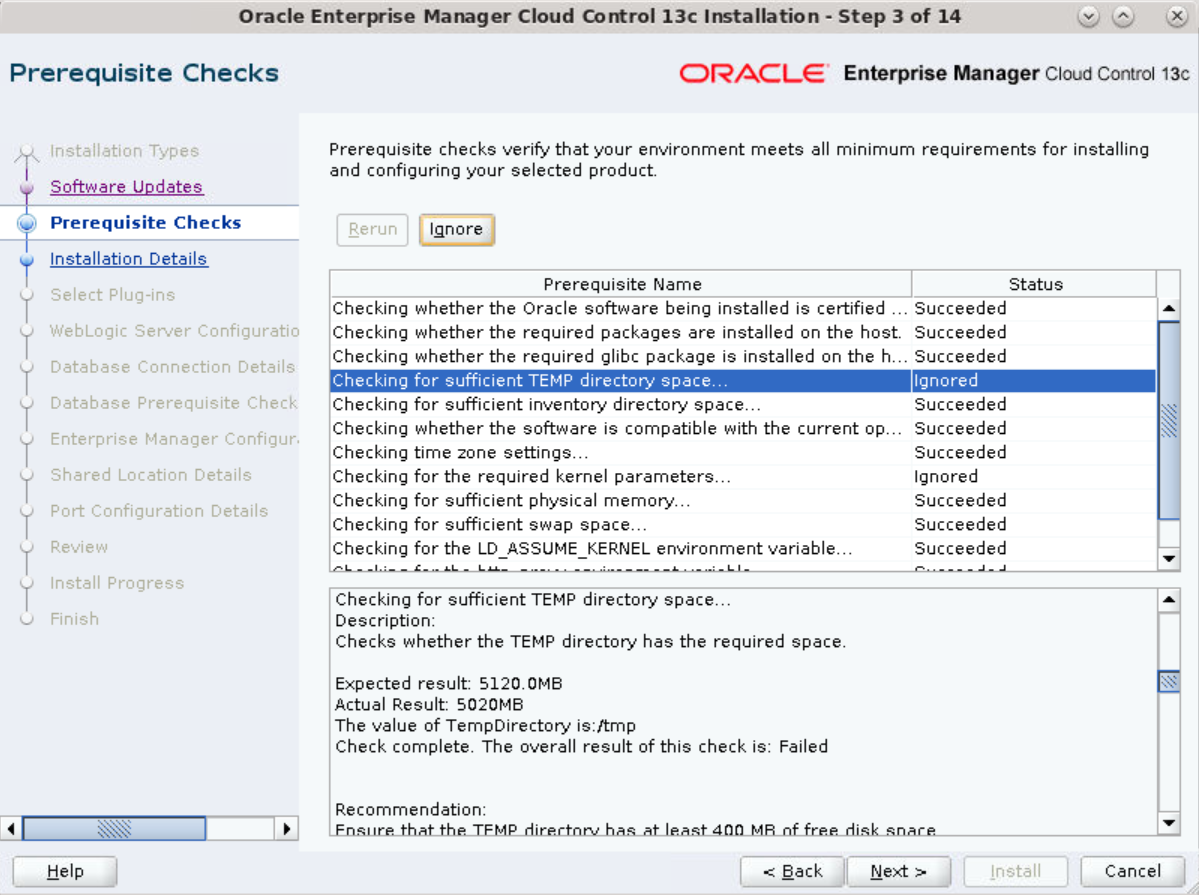 Oracle Enterprise Manager Cloud Control 13c Installation - Step 3 of 14
Prerequisite Checks
ORACLE Enterprise Manager Cloud Control 13c
Installation Types
Software Updates
Prerequisite Checks
Installation Details
Select Plug-ins
WebLogic Server Configuratio
Database Connection Details
Database Prerequisite Check
Enterprise Manager Configura
Shared Location Details
Port Configuration Details
Review
Install Progress
Finish
Prerequisite checks verify that your environment meets all minimum requirements for installing
and configuring your selected product.
Rerun Ignore
Prerequisite Name Status
Checking whether the Oracle software being installed is certified ... Succeeded
Checking whether the required packages are installed on the host. Succeeded
Checking whether the required glibc package is installed on the h... Succeeded
Checking for sufficient TEMP directory space... Ignored
Checking for sufficient inventory directory space... Succeeded
Checking whether the software is compatible with the current op... Succeeded
Checking time zone settings... Succeeded
Checking for the required kernel parameters... Ignored
Checking for sufficient physical memory... Succeeded
Checking for sufficient swap space... Succeeded
Checking for the LD_ASSUME_KERNEL environment variable... Succeeded
Checking for the http_proxy environment variable... Succeeded
Checking for sufficient TEMP directory space...
Description:
Checks whether the TEMP directory has the required space.
Expected result: 5120.0MB
Actual Result: 5020MB
The value of TempDirectory is:/tmp
Check complete. The overall result of this check is: Failed
Recommendation:
Ensure that the TEMP directory has at least 400 MB of free disk space
Help < Back Next > Install Cancel